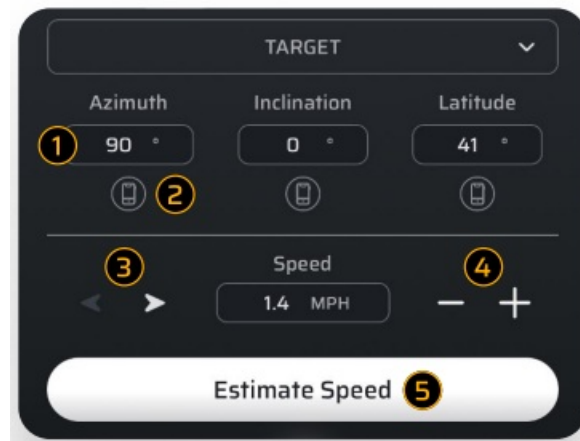 TARGET
Azimuth Inclination Latitude
1 90 ° 0 ° 41 °
2
3 Speed 4
1.4 MPH
Estimate Speed 5